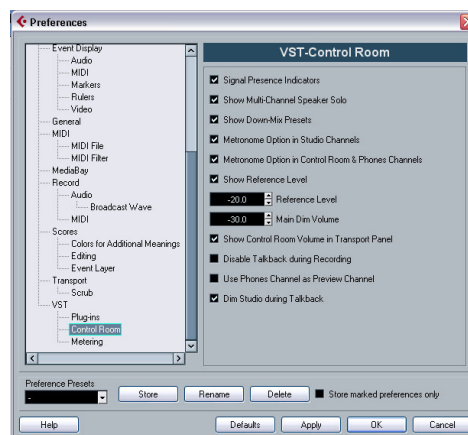 Preferences
Event Display
Audio
MIDI
Markers
Rulers
Video
General
MIDI
MIDI File
MIDI Filter
MediaBay
Record
Audio
Broadcast Wave
MIDI
Scores
Colors for Additional Meanings
Editing
Event Layer
Transport
Scrub
VST
Plug-ins
Control Room
Metering
VST-Control Room
Signal Presence Indicators
Show Multi-Channel Speaker Solo
Show Down-Mix Presets
Metronome Option in Studio Channels
Metronome Option in Control Room & Phones Channels
Show Reference Level
-20.0 Reference Level
-30.0 Main Dim Volume
Show Control Room Volume in Transport Panel
Disable Talkback during Recording
Use Phones Channel as Preview Channel
Dim Studio during Talkback
Preference Presets
- Store Rename Delete Store marked preferences only
Help Defaults Apply OK Cancel